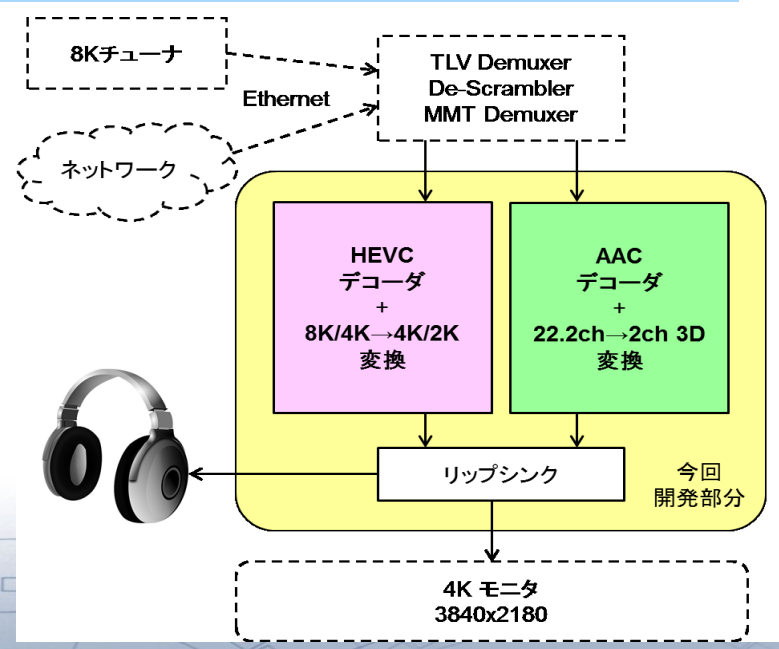 8Kチューナ
TLV Demuxer
De-Scrambler
MMT Demuxer
Ethernet
ネットワーク
HEVC
デコーダ
+
8K/4K→4K/2K
変換
AAC
デコーダ
+
22.2ch→2ch 3D
変換
リップシンク
今回
開発部分
4K モニタ
3840x2180